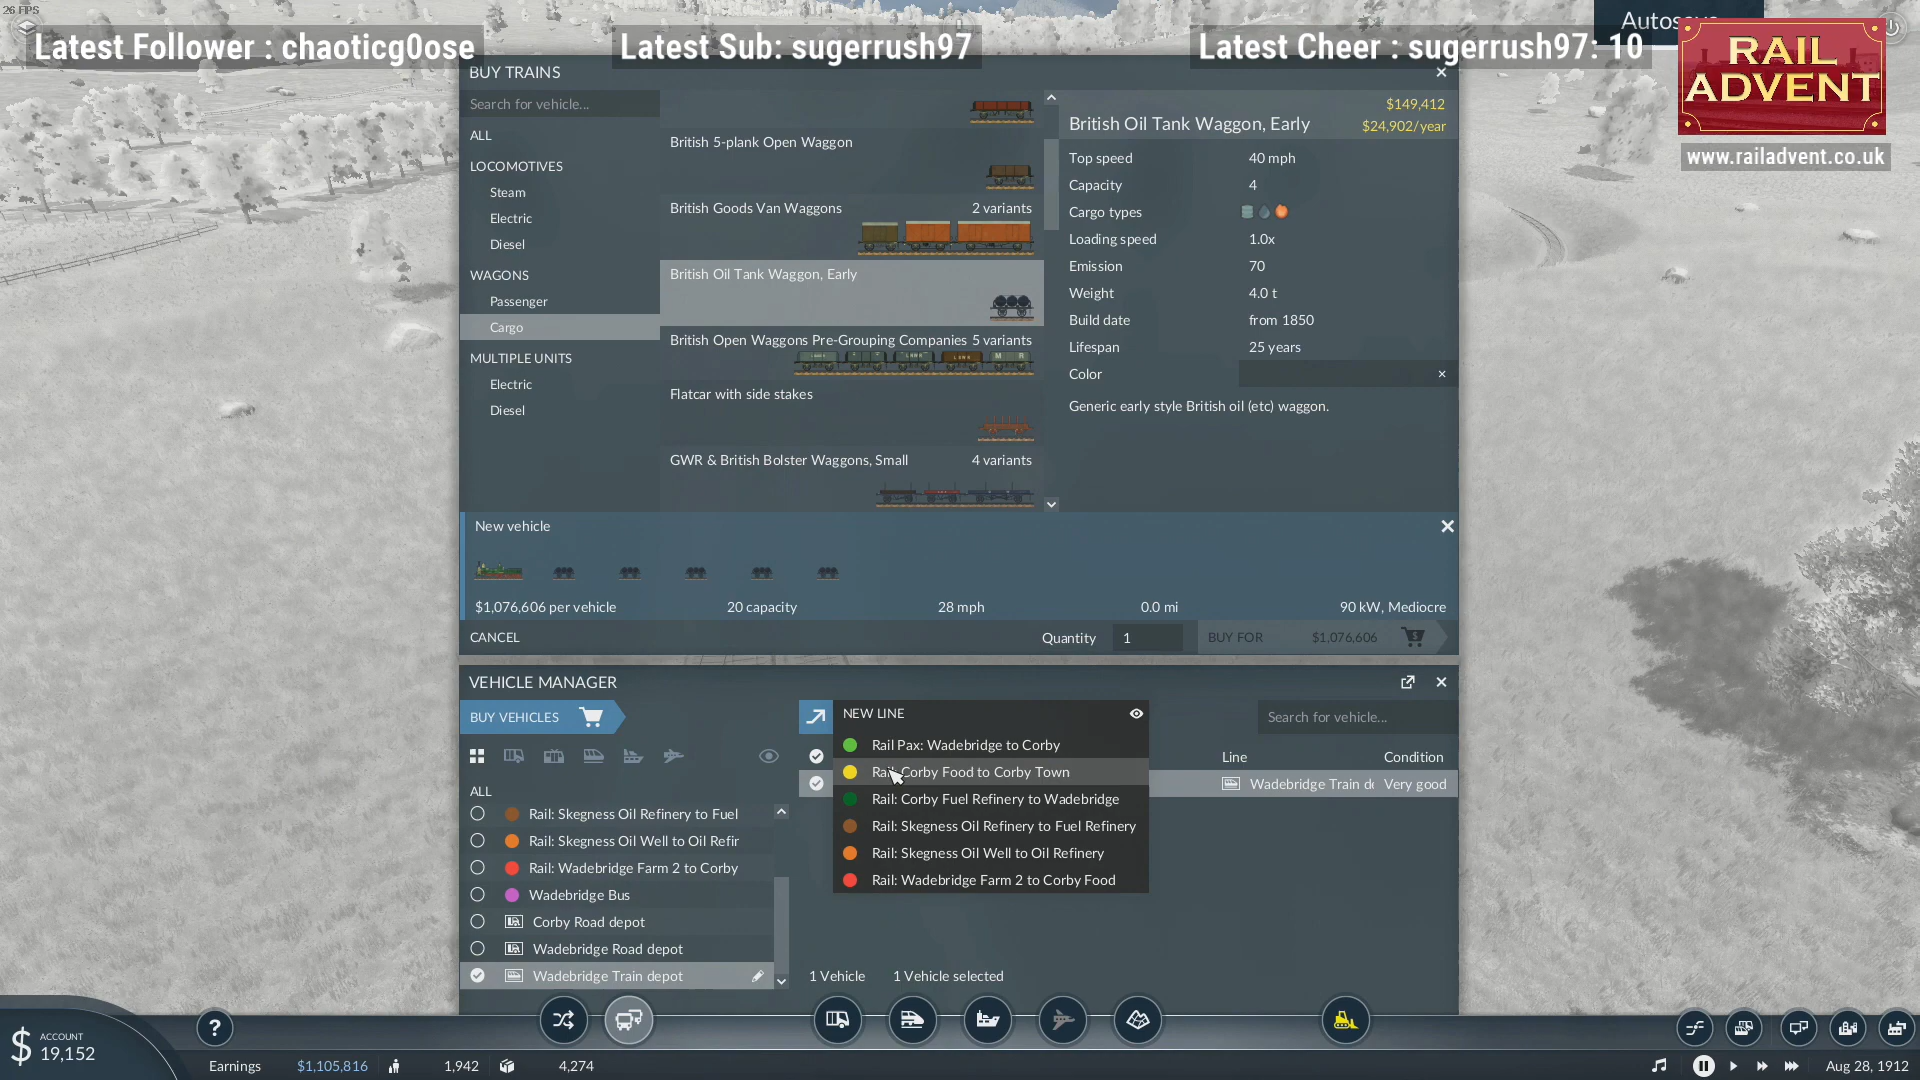 26 FPS
Latest Follower : chaoticg0ose
Latest Sub: sugerrush97
Latest Cheer : sugerrush97: 10
RAIL
ADVENT
www.railadvent.co.uk
BUY TRAINS
Search for vehicle...
ALL
LOCOMOTIVES
Steam
Electric
Diesel
WAGONS
Passenger
Cargo
MULTIPLE UNITS
Electric
Diesel
British 5-plank Open Waggon
British Goods Van Waggons 2 variants
British Oil Tank Waggon, Early
British Open Waggons Pre-Grouping Companies 5 variants
Flatcar with side stakes
GWR & British Bolster Waggons, Small 4 variants
$149,412
British Oil Tank Waggon, Early $24,902/year
Top speed 40 mph
Capacity 4
Cargo types
Loading speed 1.0x
Emission 70
Weight 4.0 t
Build date from 1850
Lifespan 25 years
Color
Generic early style British oil (etc) waggon.
New vehicle
$1,076,606 per vehicle 20 capacity 28 mph 0.0 mi 90 kW, Mediocre
CANCEL Quantity 1 BUY FOR $1,076,606
VEHICLE MANAGER
BUY VEHICLES
ALL
Rail: Skegness Oil Refinery to Fuel
Rail: Skegness Oil Well to Oil Refir
Rail: Wadebridge Farm 2 to Corby
Wadebridge Bus
Corby Road depot
Wadebridge Road depot
Wadebridge Train depot
NEW LINE
Rail Pax: Wadebridge to Corby
Corby Food to Corby Town
Rail: Corby Fuel Refinery to Wadebridge
Rail: Skegness Oil Refinery to Fuel Refinery
Rail: Skegness Oil Well to Oil Refinery
Rail: Wadebridge Farm 2 to Corby Food
Search for vehicle...
Line Condition
Wadebridge Train de Very good
1 Vehicle 1 Vehicle selected
?
$ ACCOUNT
19,152
Earnings $1,105,816 1,942 4,274
Aug 28, 1912